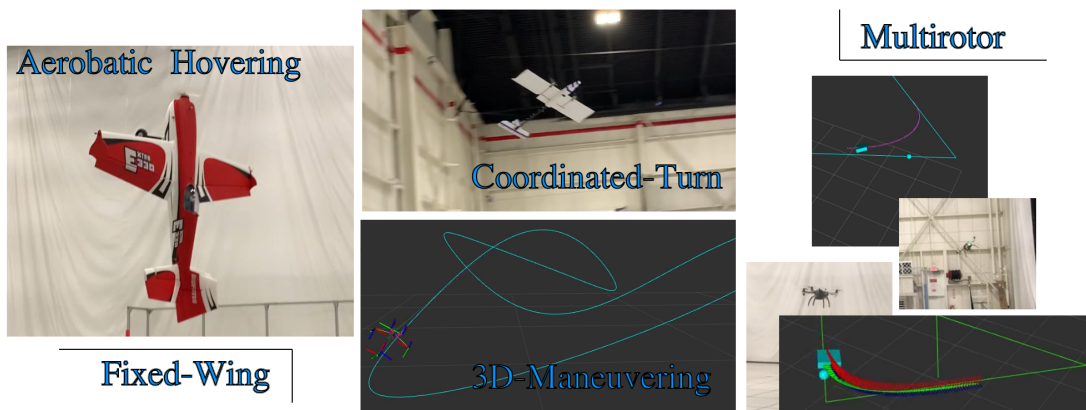 Aerobatic Hovering
Fixed-Wing
Coordinated-Turn
3D-Maneuvering
Multirotor